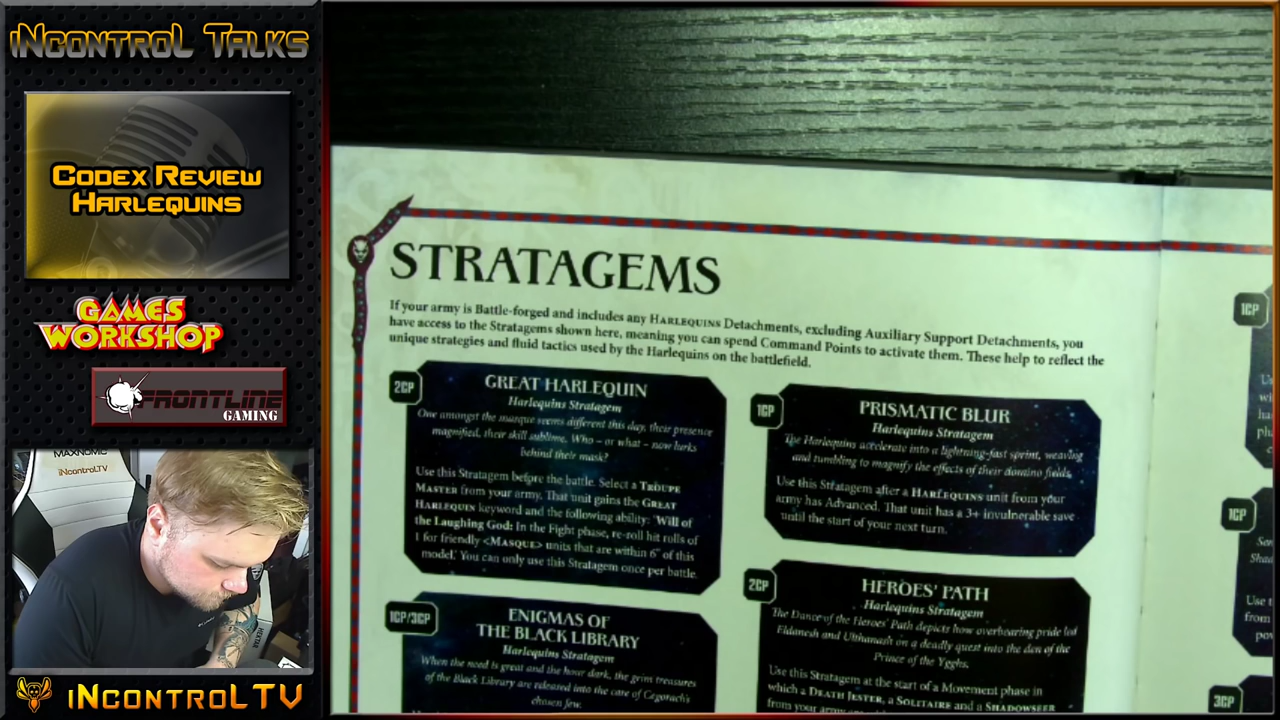 iNcontroL Talks
Codex Review
Harlequins
GAMES
WORKSHOP
FRONTLINE
GAMING
MAXNOMIC
iNcontroLTV
iNcontroLTV
STRATAGEMS
If your army is Battle-forged and includes any HARLEQUINS Detachments, excluding Auxiliary Support Detachments, you
have access to the Stratagems shown here, meaning you can spend Command Points to activate them. These help to reflect the
unique strategies and fluid tactics used by the Harlequins on the battlefield.
2CP
GREAT HARLEQUIN
Harlequins Stratagem
One amongst the masque seems different this day, their presence
magnified, their skill sublime. Who – or what – now lurks
behind their mask?
Use this Stratagem before the battle. Select a TROUPE
MASTER from your army. That unit gains the GREAT
HARLEQUIN keyword and the following ability: 'Will of
the Laughing God: In the Fight phase, re-roll hit rolls of
1 for friendly <MASQUE> units that are within 6" of this
model.' You can only use this Stratagem once per battle.
1CP/3CP
ENIGMAS OF
THE BLACK LIBRARY
Harlequins Stratagem
When the need is great and the hour dark, the grim treasures
of the Black Library are released into the care of Cegorach's
chosen few.
1CP
PRISMATIC BLUR
Harlequins Stratagem
The Harlequins accelerate into a lightning-fast sprint, weaving
and tumbling to magnify the effects of their domino fields.
Use this Stratagem after a HARLEQUINS unit from your
army has Advanced. That unit has a 3+ invulnerable save
until the start of your next turn.
2CP
HEROES' PATH
Harlequins Stratagem
The Dance of the Heroes' Path depicts how overbearing pride led
Eldanesh and Ulthanash on a deadly quest into the den of the
Prince of the Ygghs.
Use this Stratagem at the start of a Movement phase in
which a DEATH JESTER, a SOLITAIRE and a SHADOWSEER
1CP
1CP
3CP